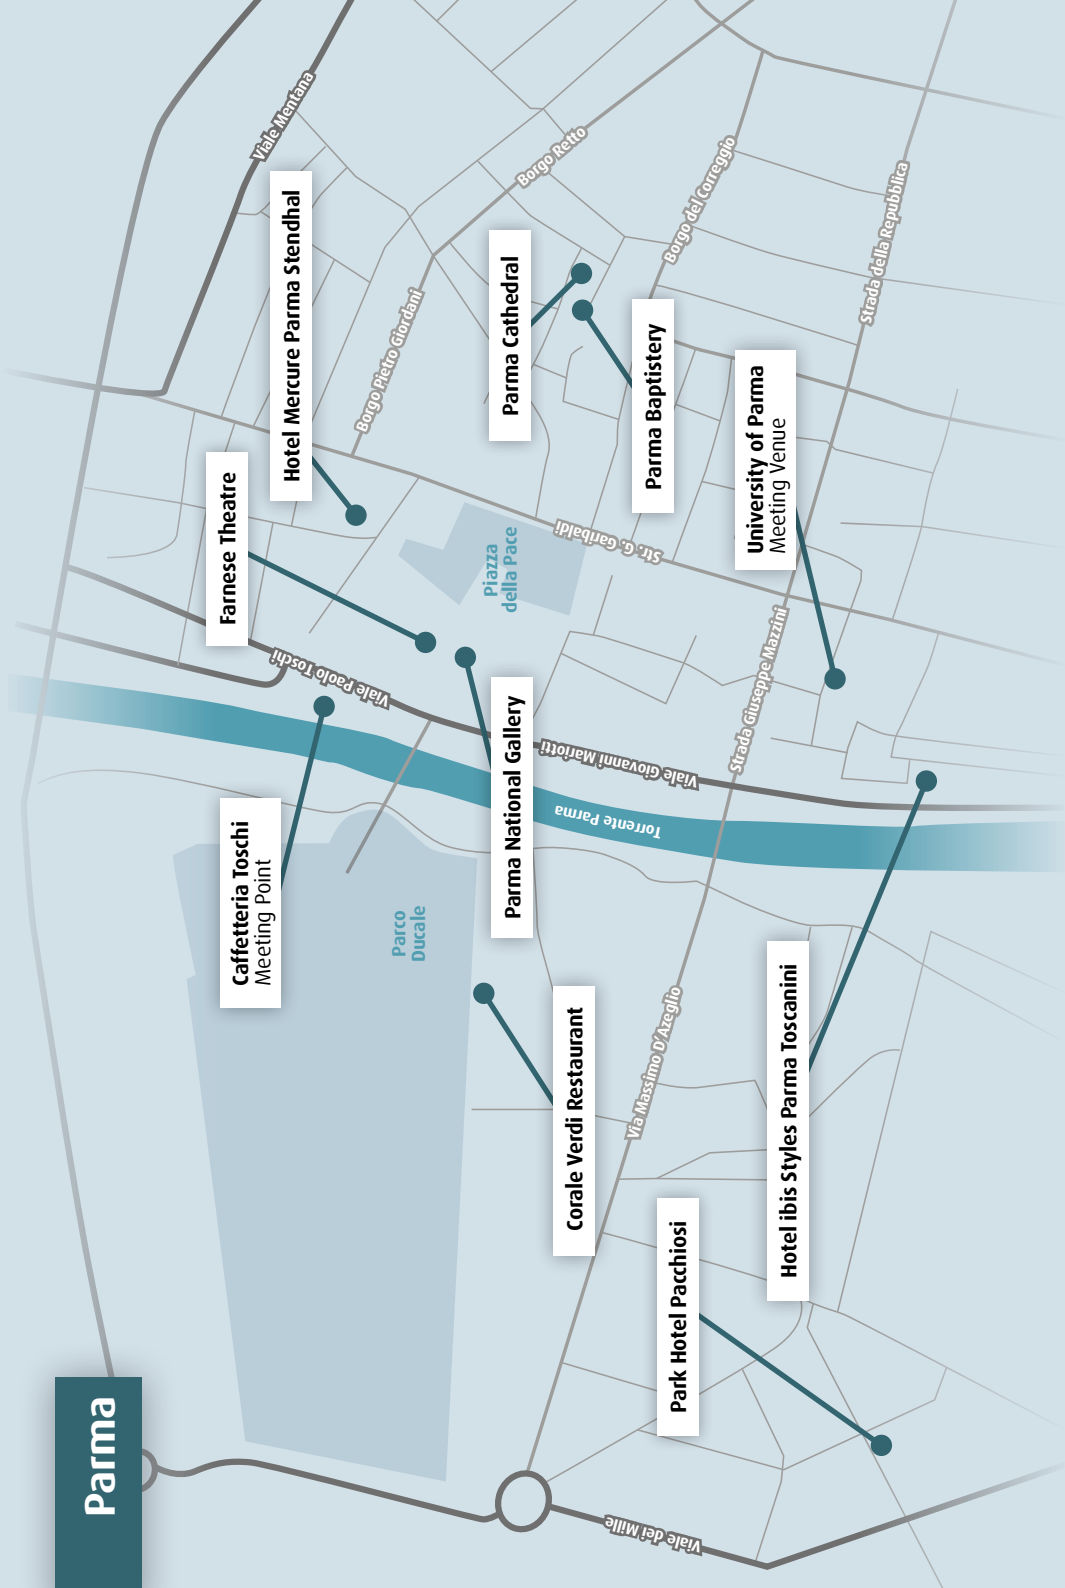 Parma
Caffetteria Toschi
Meeting Point
Farnese Theatre
Hotel Mercure Parma Stendhal
Viale Mentana
Viale Paolo Toschi
Borgo Pietro Giordani
Parco
Ducale
Piazza
della Pace
Parma Cathedral
Borgo Retto
Parma National Gallery
Corale Verdi Restaurant
Viale Giovanni Mariotti
Torrente Parma
Str. G. Garibaldi
Parma Baptistery
Borgo del Correggio
Viale dei Mille
Via Massimo D'Azeglio
Park Hotel Pacchiosi
Strada Giuseppe Mazzini
University of Parma
Meeting Venue
Strada della Repubblica
Hotel ibis Styles Parma Toscanini